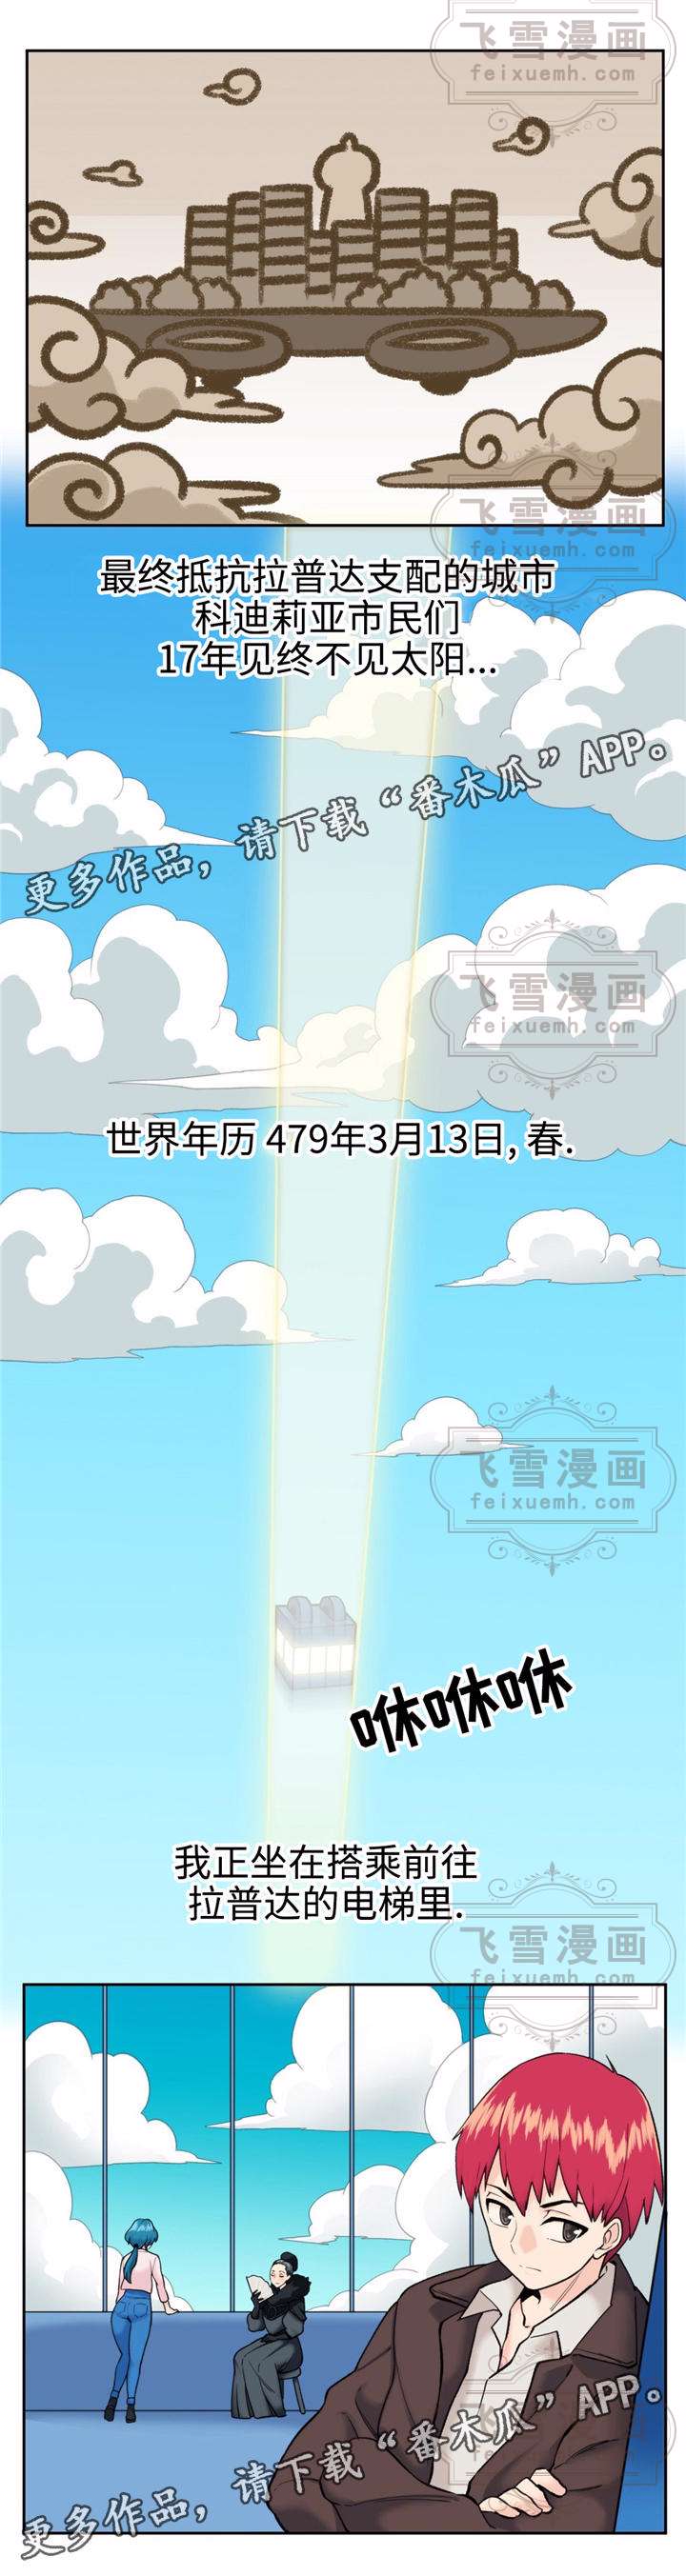 飞雪漫画
feixuemh.com
飞雪漫画
feixuemh.com
最终抵抗拉普达支配的城市
科迪莉亚市民们
17年见终不见太阳...
更多作品，请下载“番木瓜”APP。
飞雪漫画
feixuemh.com
世界年历 479年3月13日, 春.
飞雪漫画
feixuemh.com
咻咻咻
我正坐在搭乘前往
拉普达的电梯里.
飞雪漫画
feixuemh.com
更多作品，请下载“番木瓜”APP。